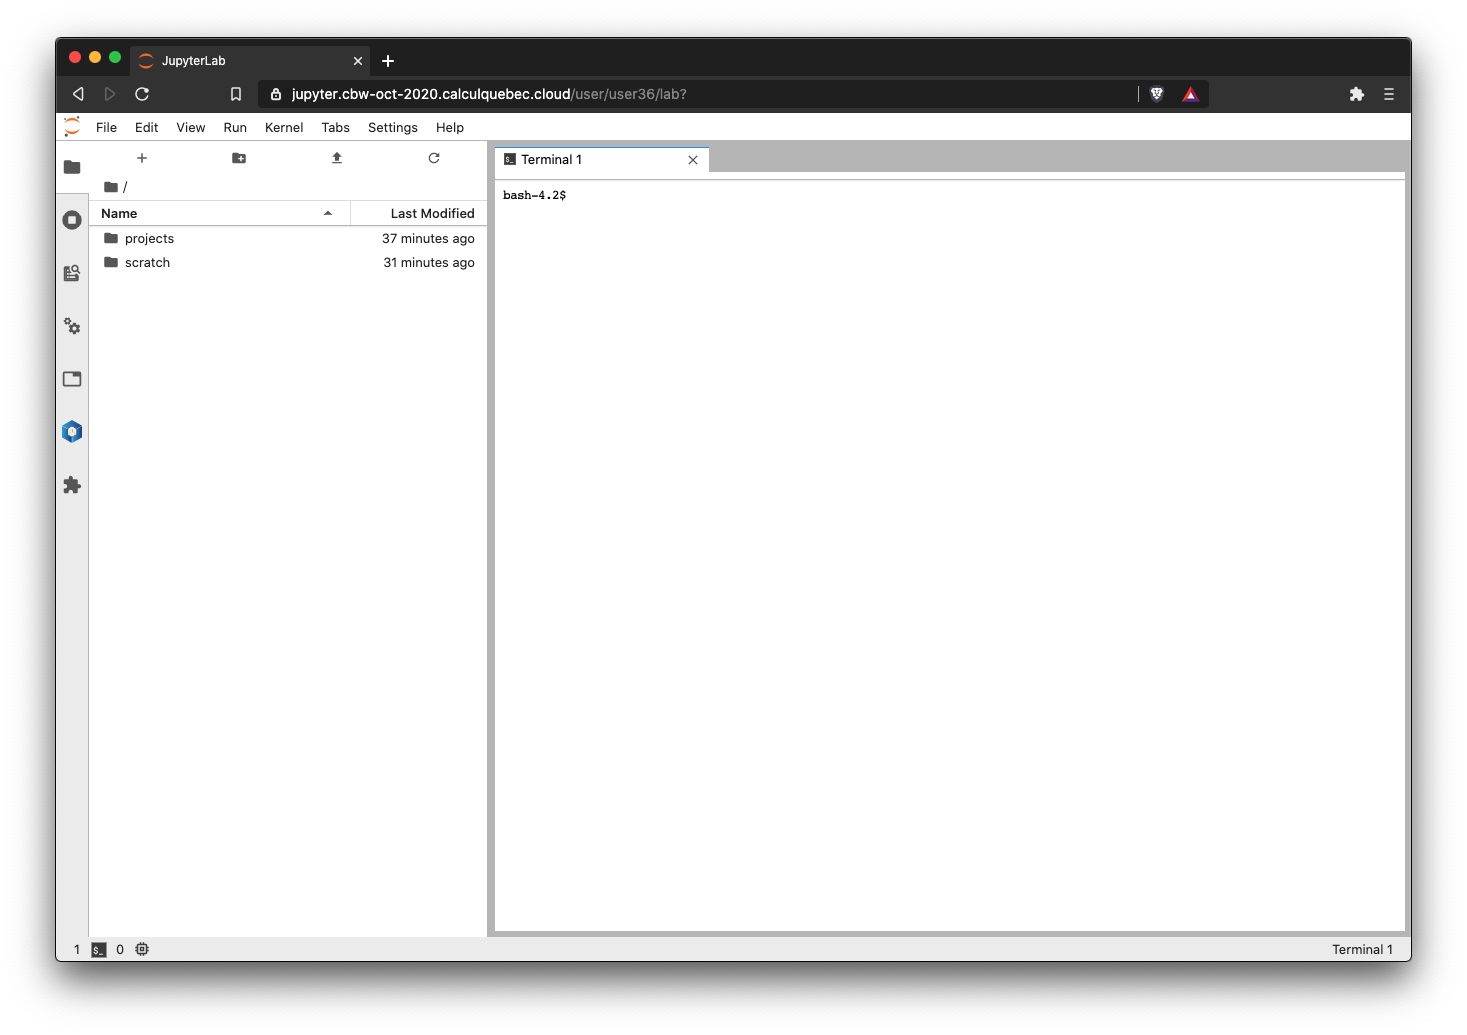 JupyterLab
jupyter.cbw-oct-2020.calculquebec.cloud/user/user36/lab?
File Edit View Run Kernel Tabs Settings Help
/
Name Last Modified
projects 37 minutes ago
scratch 31 minutes ago
Terminal 1
bash-4.2$
1 $_ 0 Terminal 1